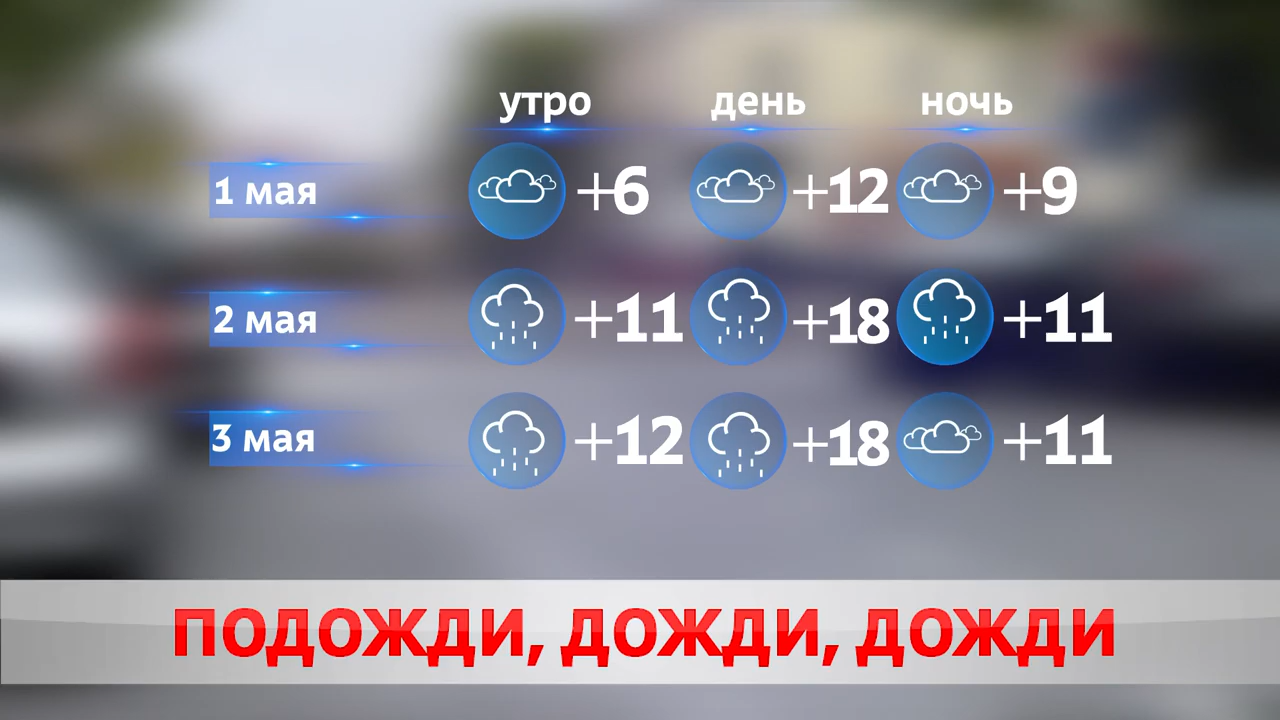 утро день ночь
1 мая +6 +12 +9
2 мая +11 +18 +11
3 мая +12 +18 +11
ПОДОЖДИ, ДОЖДИ, ДОЖДИ